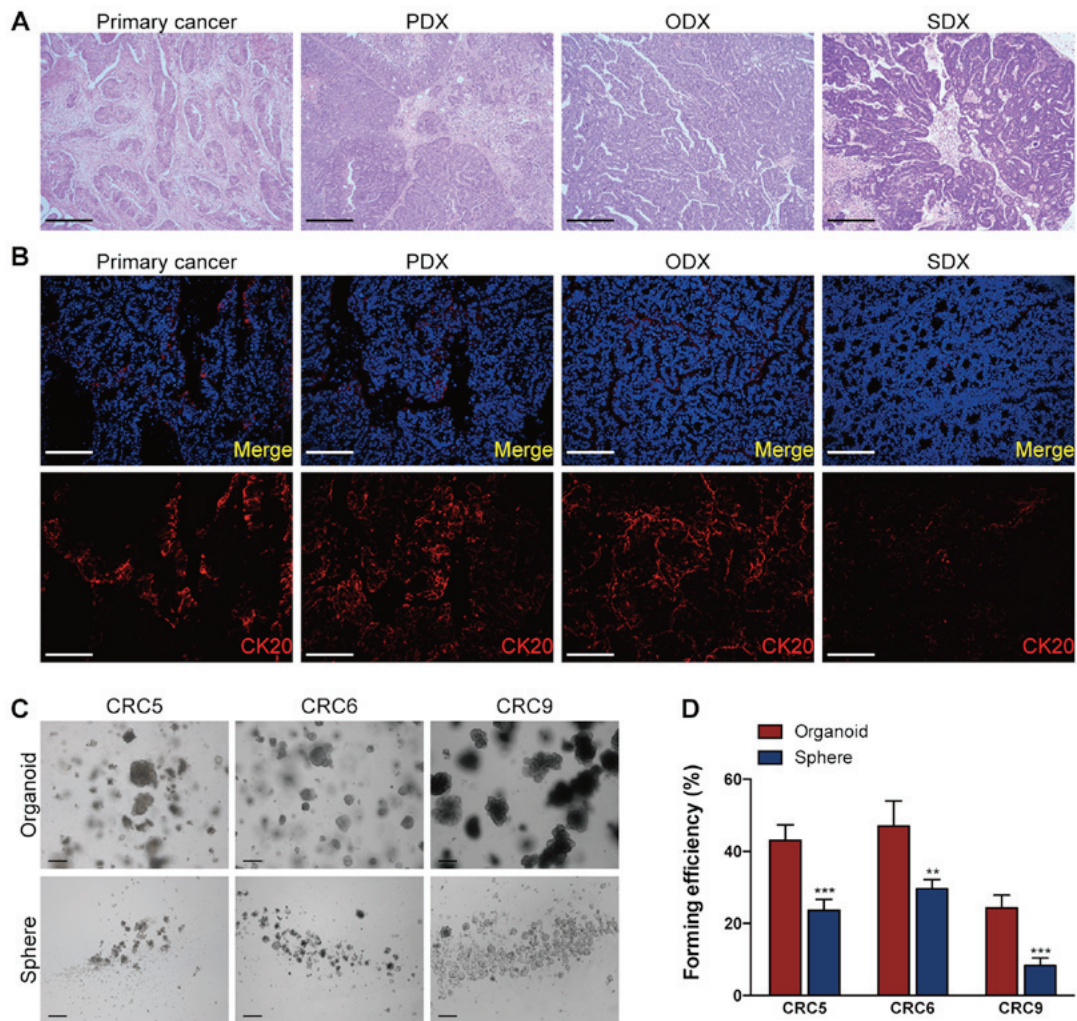 A
Primary cancer PDX ODX SDX
B
Primary cancer PDX ODX SDX
Merge Merge Merge Merge
CK20 CK20 CK20 CK20
C
CRC5 CRC6 CRC9
Organoid
Sphere
D
Organoid
Sphere
Forming efficiency (%)
60
40
20
0
*** ** ***
CRC5 CRC6 CRC9